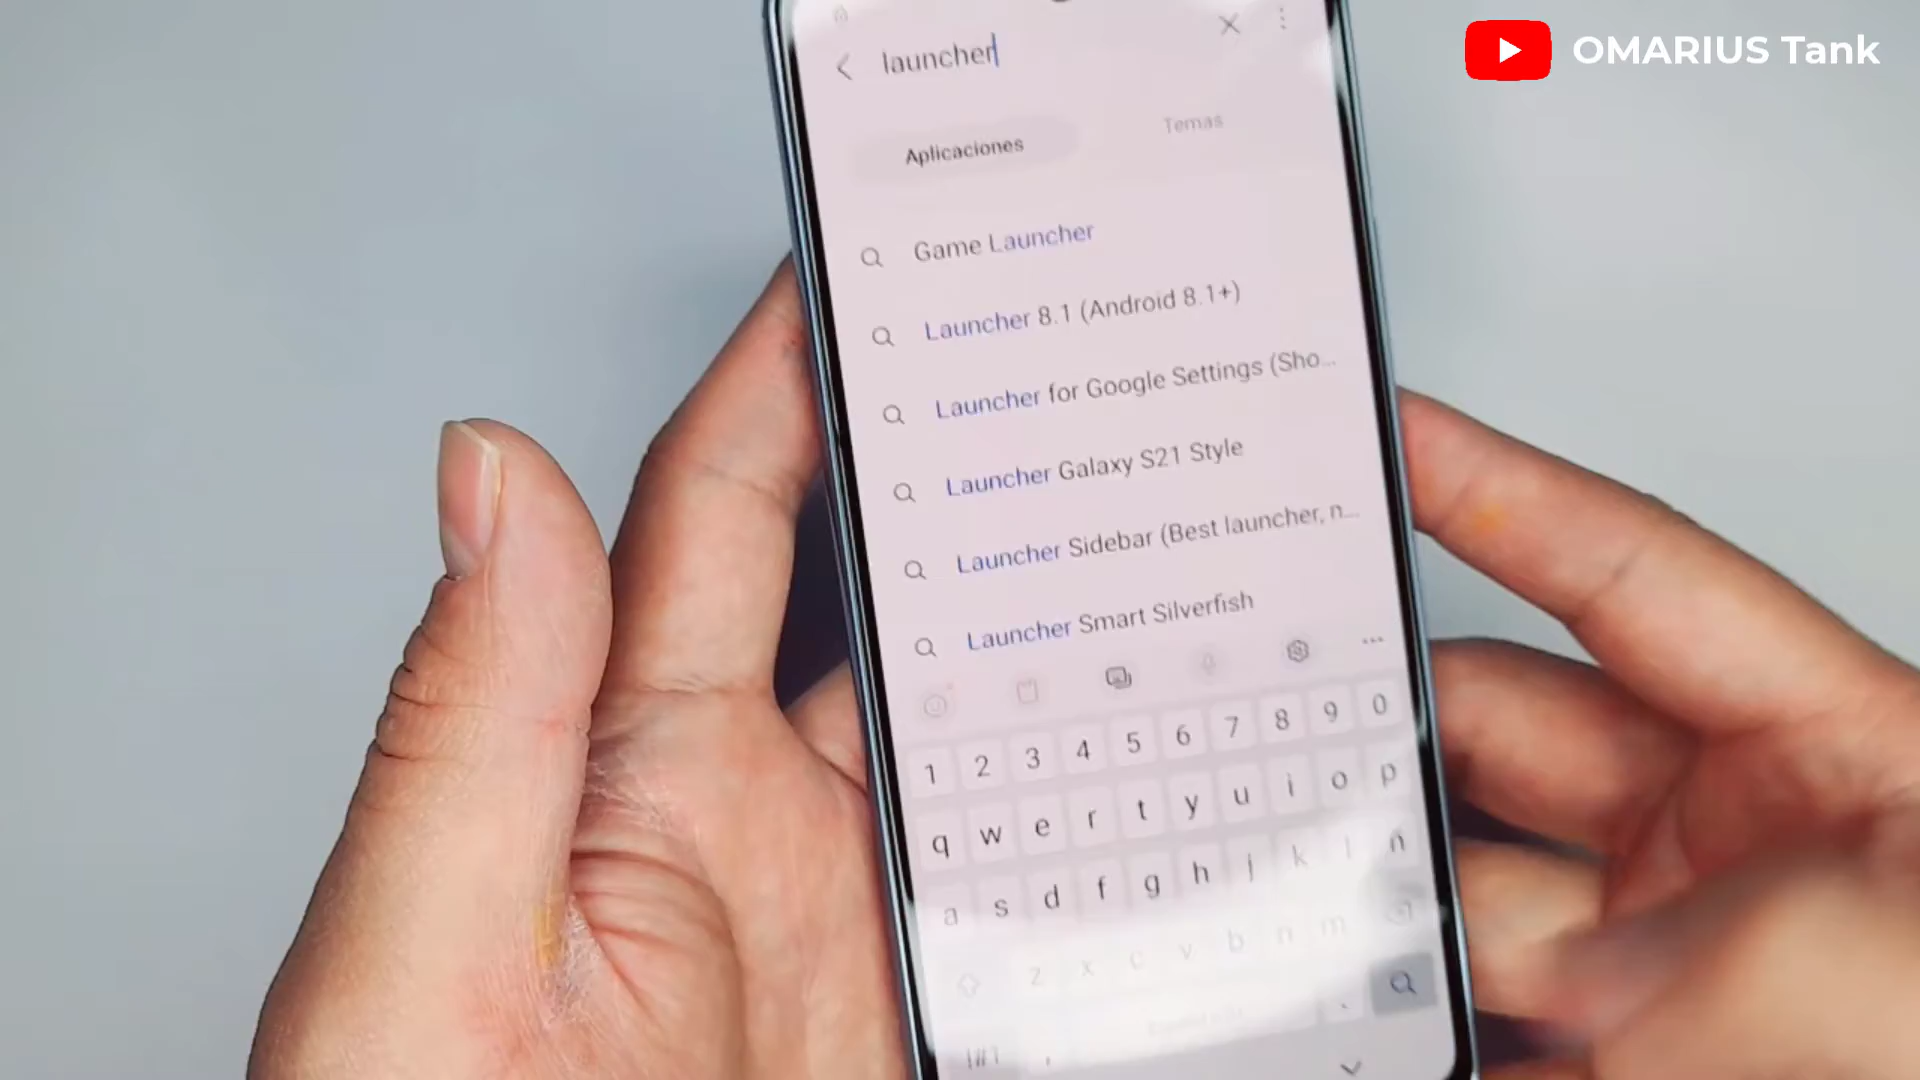 OMARIUS Tank
launcher
Aplicaciones
Temas
Game Launcher
Launcher 8.1 (Android 8.1+)
Launcher for Google Settings (Sho...
Launcher Galaxy S21 Style
Launcher Sidebar (Best launcher, n...
Launcher Smart Silverfish
1 2 3 4 5 6 7 8 9 0
q w e r t y u i o p
a s d f g h j k l ñ
z x c v b n m
!#1 , .